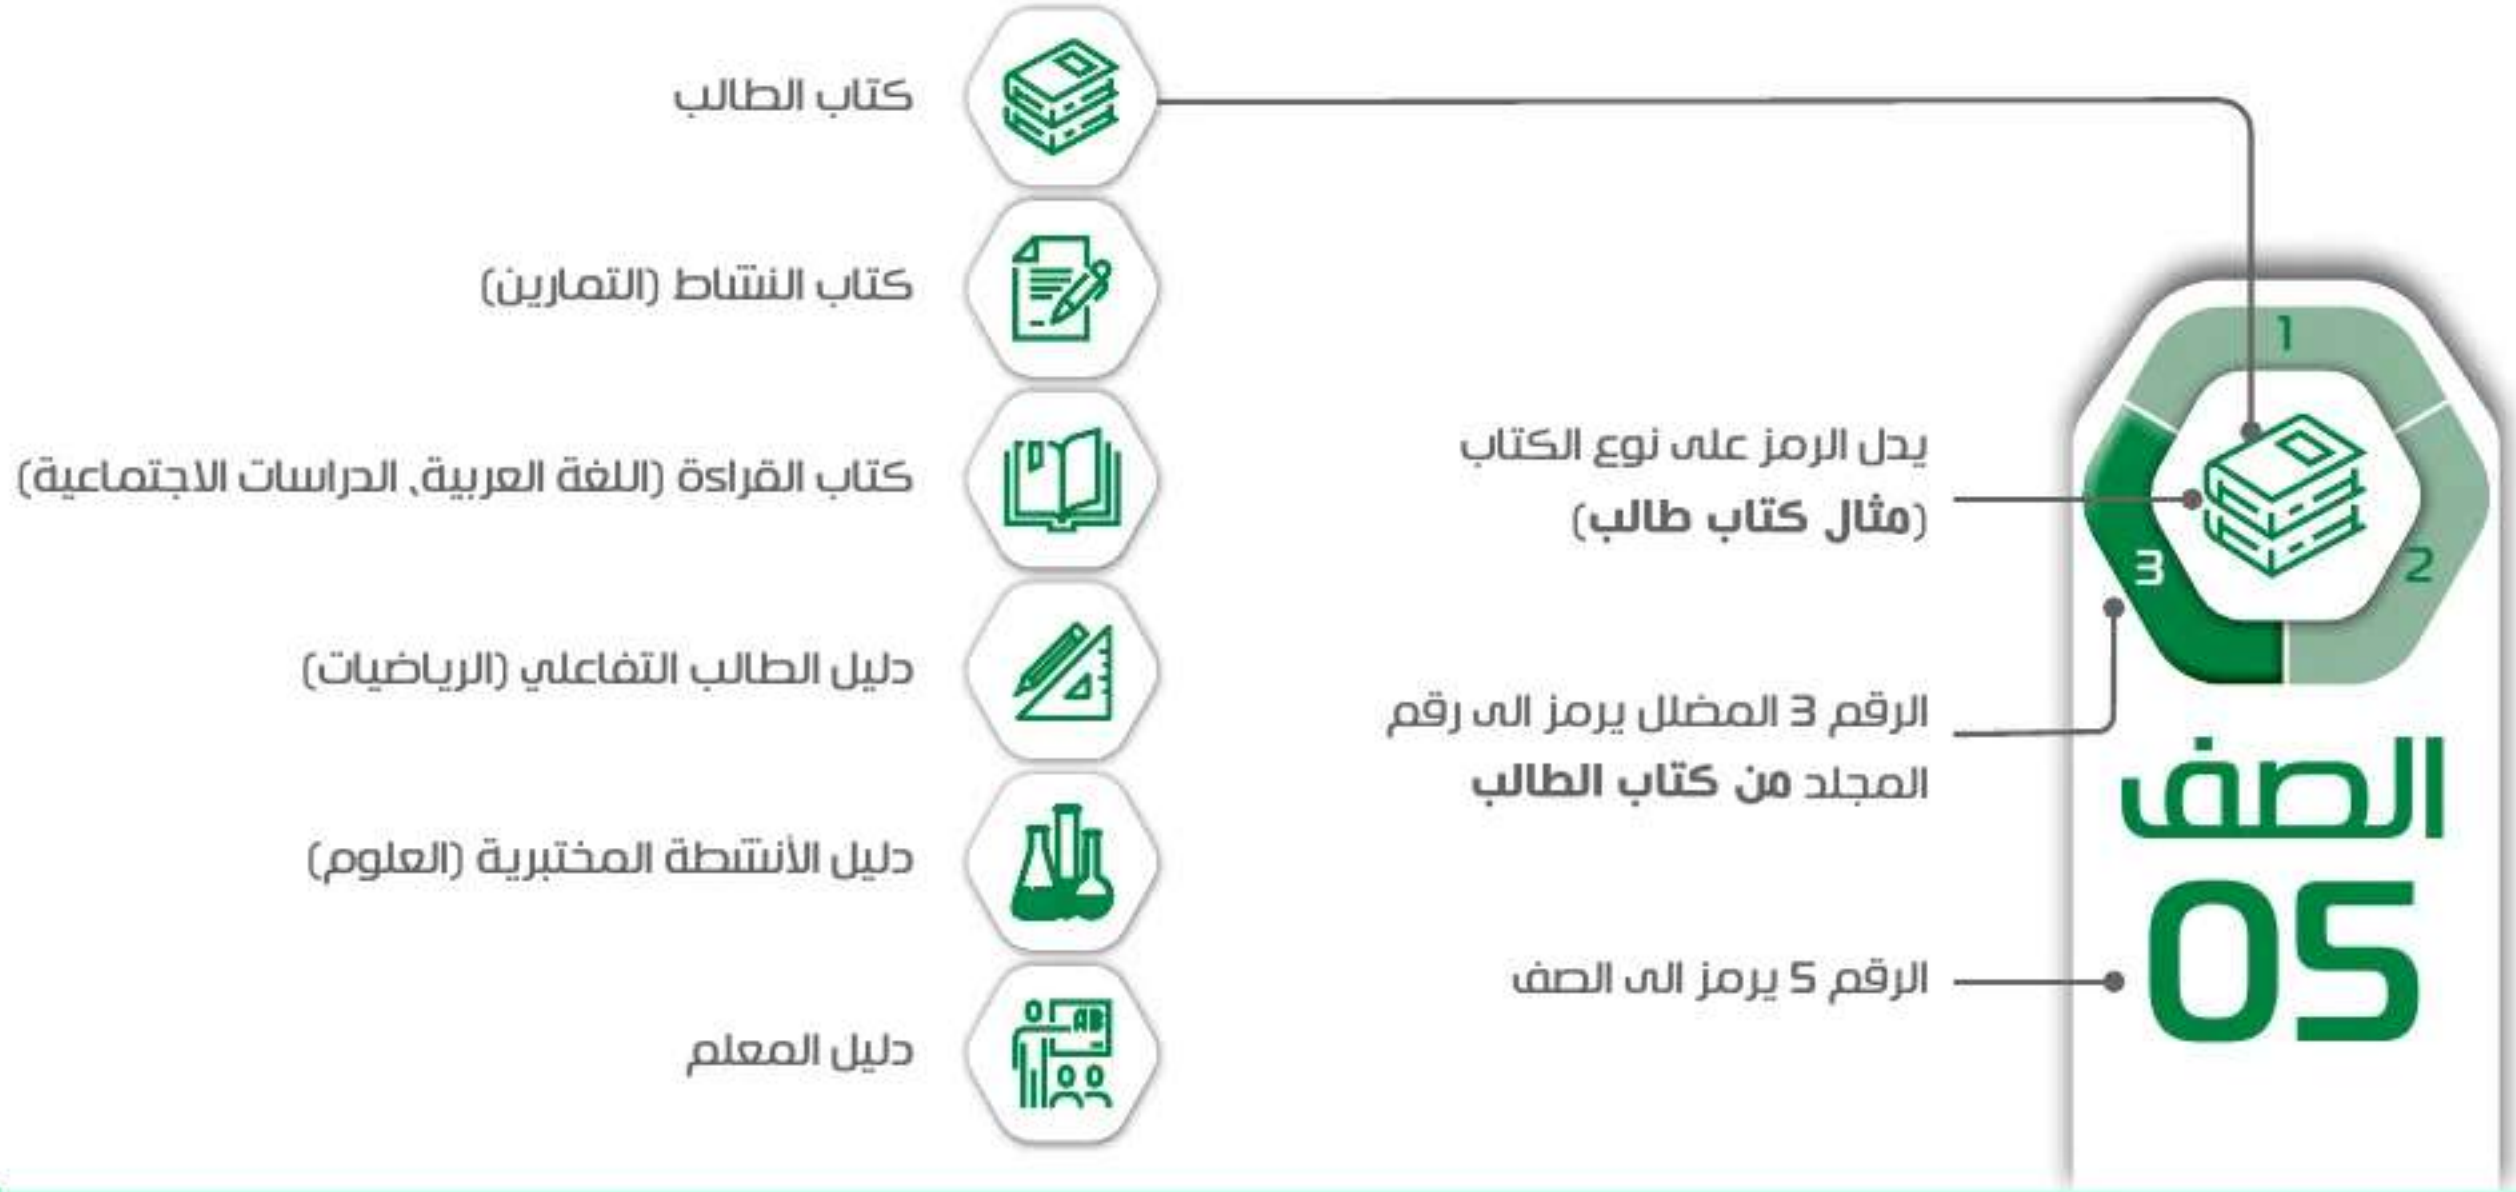 1
2
3
الصف
05
يدل الرمز على نوع الكتاب
(مثال كتاب طالب)
الرقم 3 المضلل يرمز الى رقم
المجلد من كتاب الطالب
الرقم 5 يرمز الى الصف
كتاب الطالب
كتاب النشاط (التمارين)
كتاب القراءة (اللغة العربية، الدراسات الاجتماعية)
دليل الطالب التفاعلي (الرياضيات)
دليل الأنشطة المختبرية (العلوم)
دليل المعلم
AB